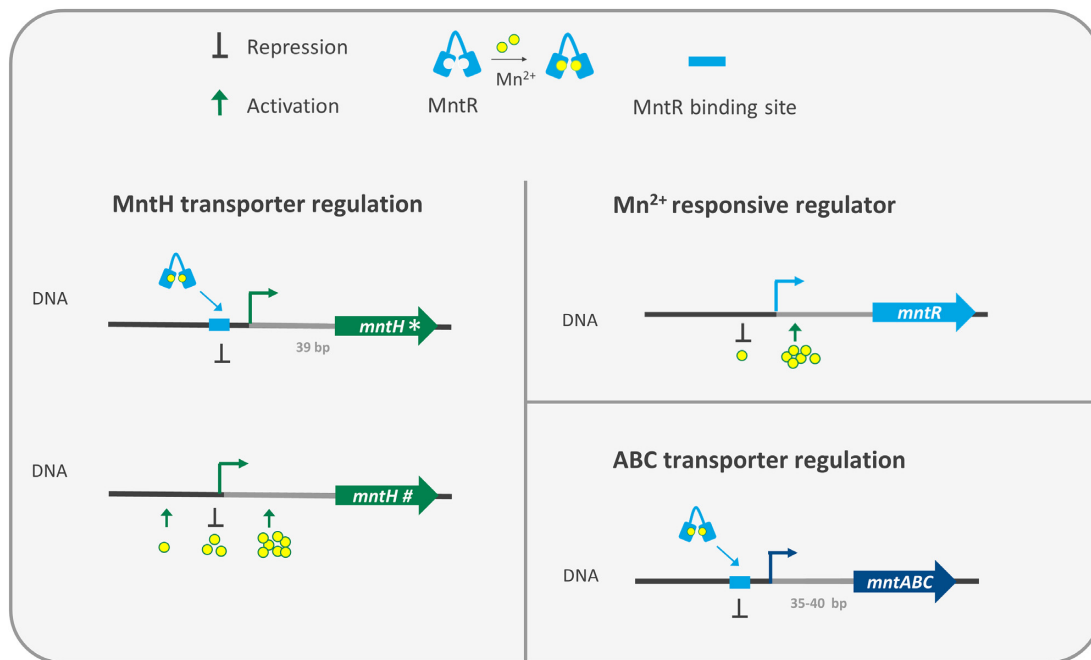 Repression
Activation
MntR
Mn²⁺
MntR binding site
MntH transporter regulation
DNA
mntH *
39 bp
DNA
mntH #
Mn²⁺ responsive regulator
DNA
mntR
ABC transporter regulation
DNA
mntABC
35-40 bp